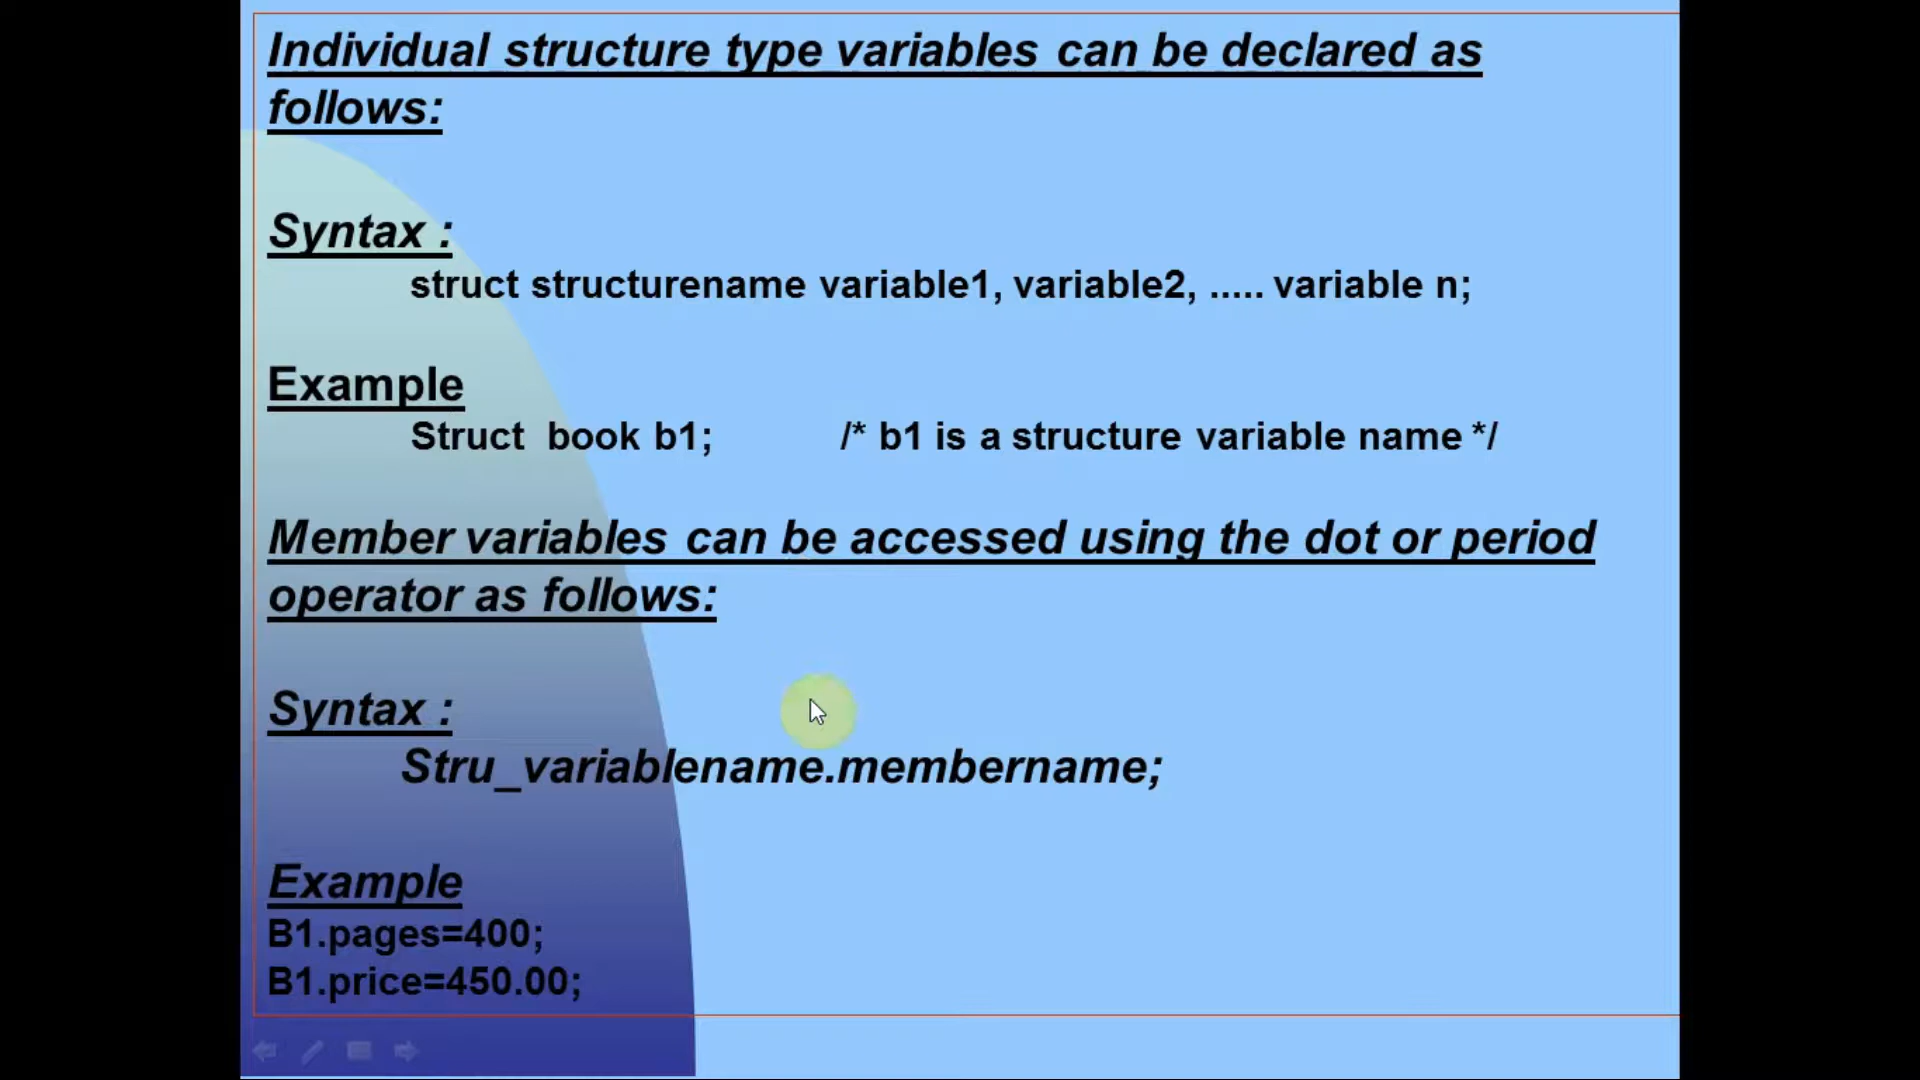 Individual structure type variables can be declared as
follows:
Syntax :
struct structurename variable1, variable2, ..... variable n;
Example
Struct book b1; /* b1 is a structure variable name */
Member variables can be accessed using the dot or period
operator as follows:
Syntax :
Stru_variablename.membername;
Example
B1.pages=400;
B1.price=450.00;